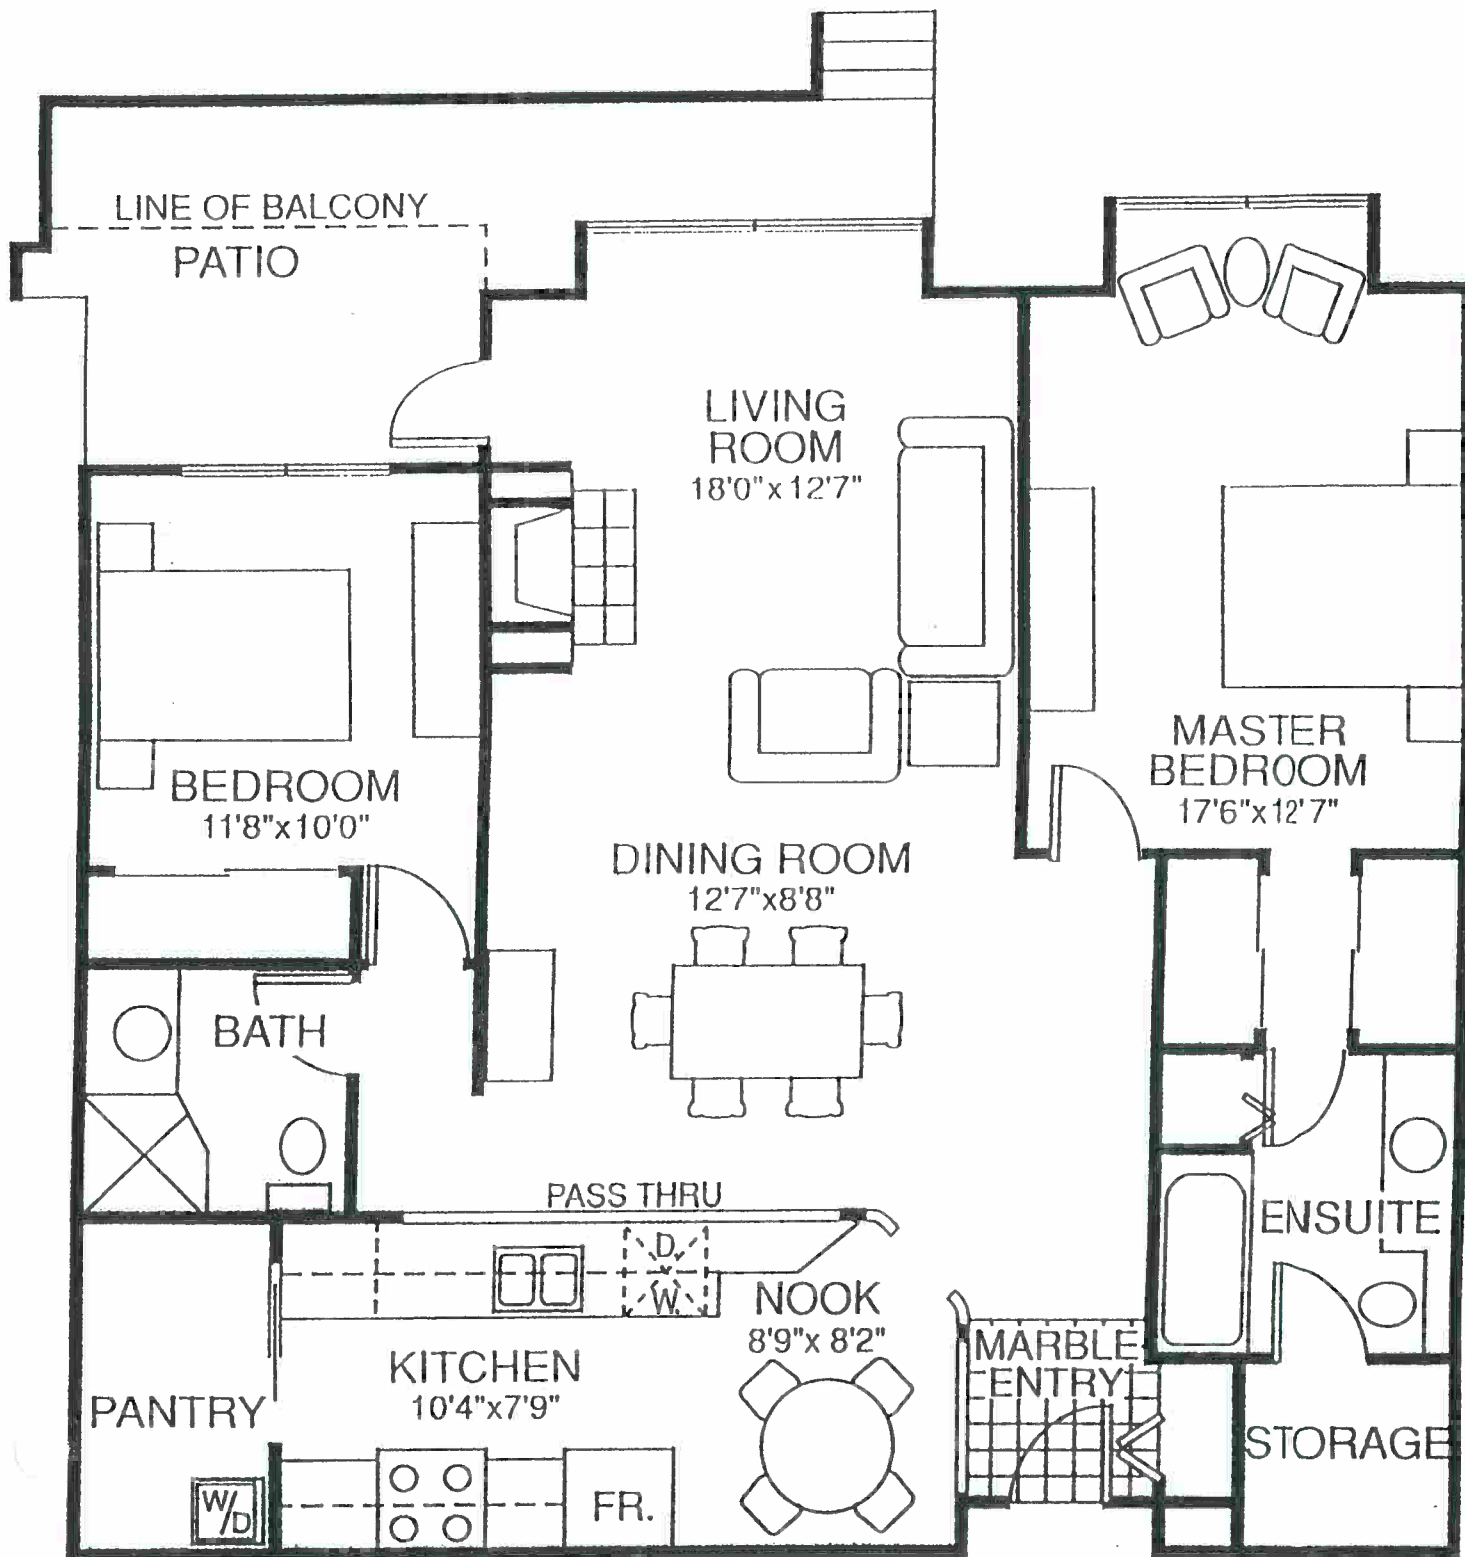 LINE OF BALCONY
PATIO
LIVING
ROOM
18'0"x12'7"
MASTER
BEDROOM
17'6"x12'7"
BEDROOM
11'8"x10'0"
DINING ROOM
12'7"x8'8"
BATH
PASS THRU
ENSUITE
D.
W.
NOOK
8'9"x 8'2"
MARBLE
ENTRY
KITCHEN
10'4"x7'9"
PANTRY
STORAGE
W/D
FR.